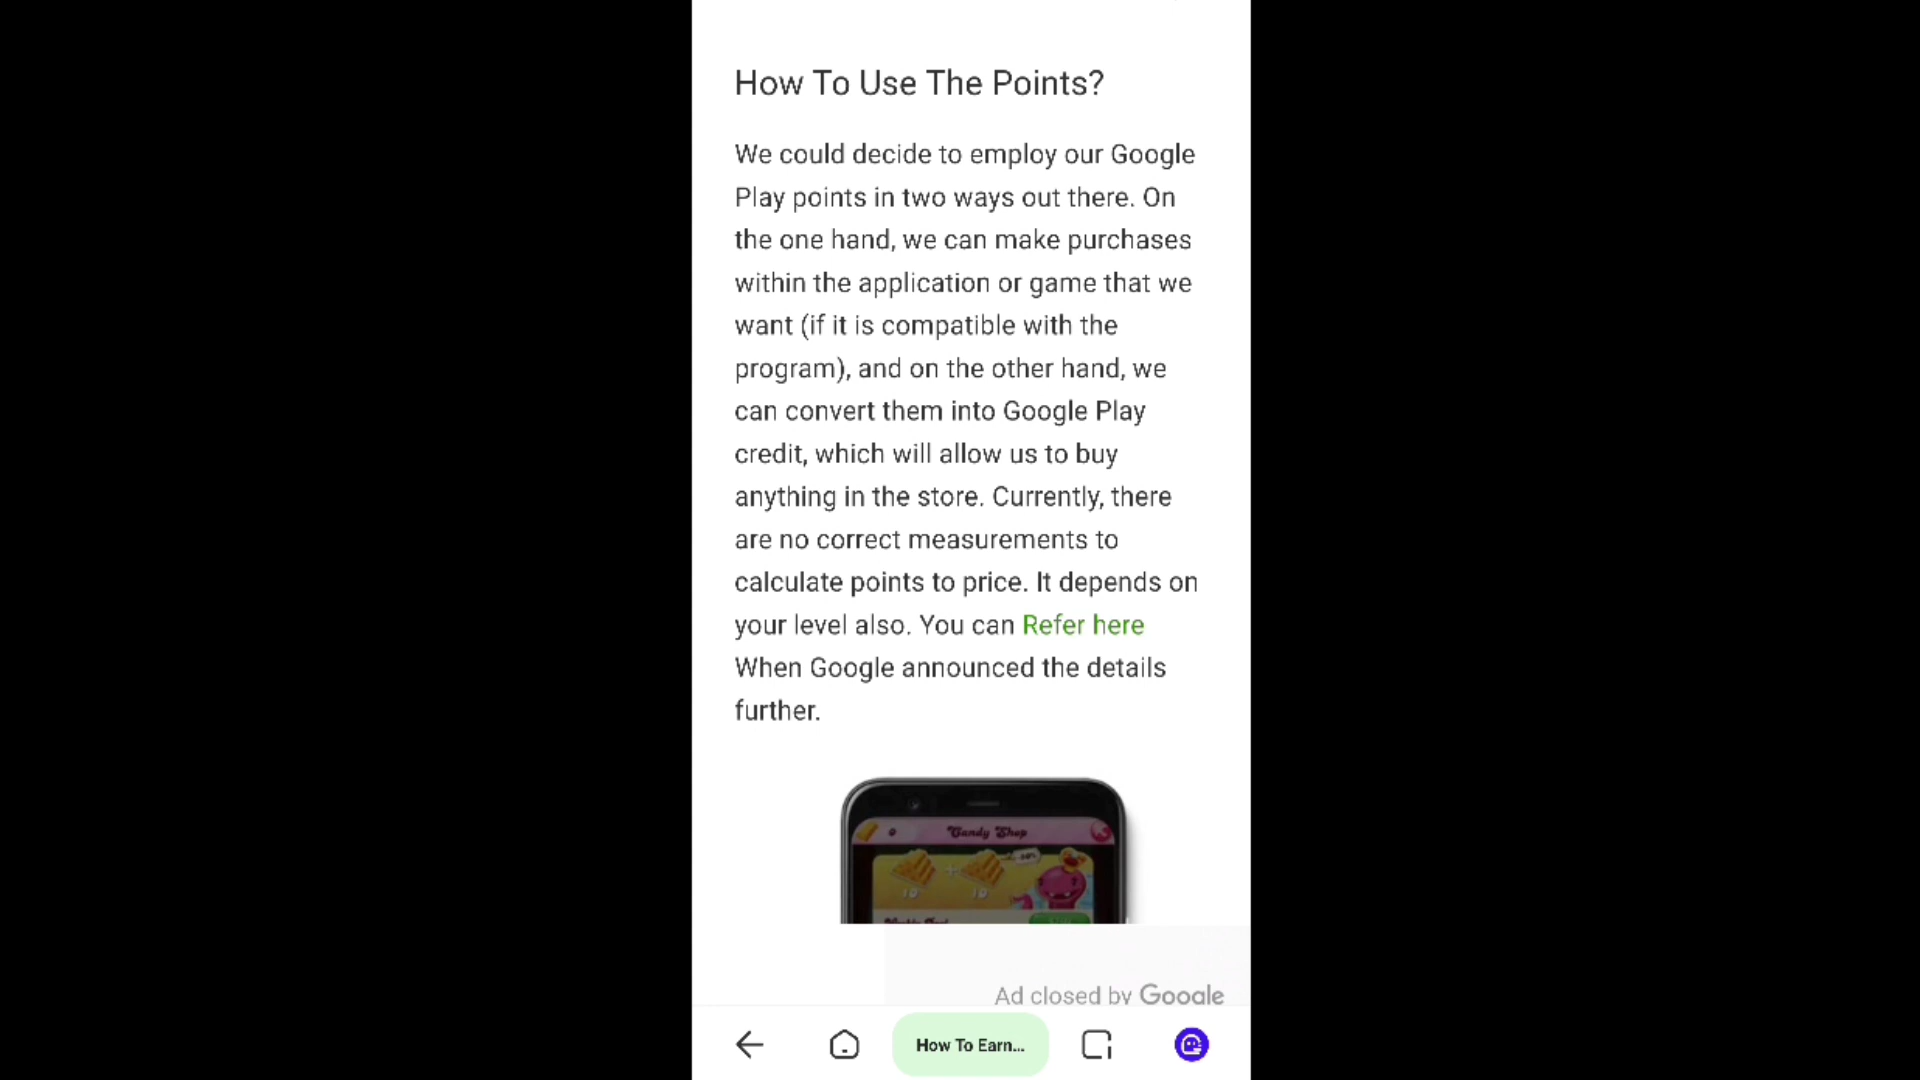 How To Use The Points?
We could decide to employ our Google
Play points in two ways out there. On
the one hand, we can make purchases
within the application or game that we
want (if it is compatible with the
program), and on the other hand, we
can convert them into Google Play
credit, which will allow us to buy
anything in the store. Currently, there
are no correct measurements to
calculate points to price. It depends on
your level also. You can Refer here
When Google announced the details
further.
0
Candy Shop
10
10
Ad closed by Google
How To Earn...